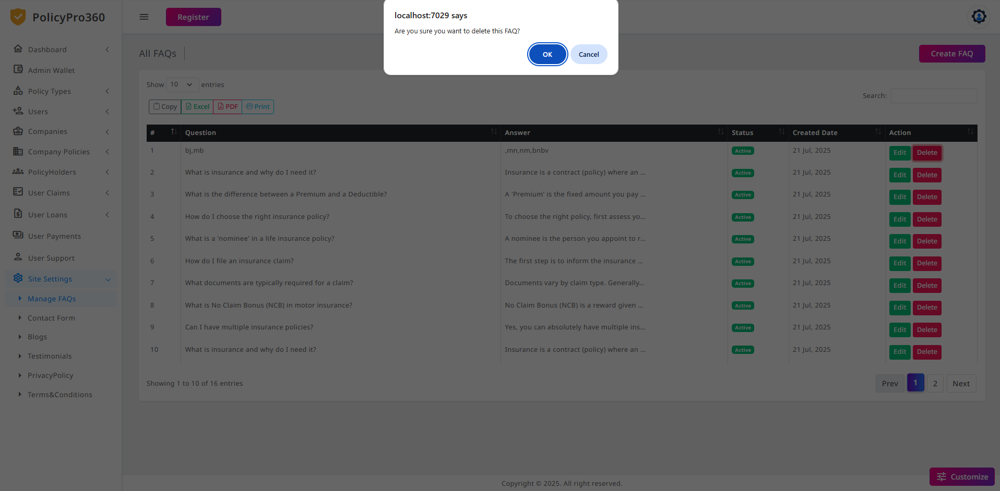 localhost:7029 says
Are you sure you want to delete this FAQ?
OK
Cancel
PolicyPro360
Register
Dashboard
Admin Wallet
Policy Types
Users
Companies
Company Policies
PolicyHolders
User Claims
User Loans
User Payments
User Support
Site Settings
Manage FAQs
Contact Form
Blogs
Testimonials
PrivacyPolicy
Terms&Conditions
All FAQs
Create FAQ
Show 10 entries
Search:
Copy Excel PDF Print
# Question Answer Status Created Date Action
1 bj,mb ,mn,nm,bnbv Active 21 Jul, 2025 Edit Delete
2 What is insurance and why do I need it? Insurance is a contract (policy) where an ... Active 21 Jul, 2025 Edit Delete
3 What is the difference between a Premium and a Deductible? A 'Premium' is the fixed amount you pay ... Active 21 Jul, 2025 Edit Delete
4 How do I choose the right insurance policy? To choose the right policy, first assess yo... Active 21 Jul, 2025 Edit Delete
5 What is a 'nominee' in a life insurance policy? A nominee is the person you appoint to r... Active 21 Jul, 2025 Edit Delete
6 How do I file an insurance claim? The first step is to inform the insurance ... Active 21 Jul, 2025 Edit Delete
7 What documents are typically required for a claim? Documents vary by claim type. Generally... Active 21 Jul, 2025 Edit Delete
8 What is No Claim Bonus (NCB) in motor insurance? No Claim Bonus (NCB) is a reward given ... Active 21 Jul, 2025 Edit Delete
9 Can I have multiple insurance policies? Yes, you can absolutely have multiple ins... Active 21 Jul, 2025 Edit Delete
10 What is insurance and why do I need it? Insurance is a contract (policy) where an ... Active 21 Jul, 2025 Edit Delete
Showing 1 to 10 of 16 entries
Prev 1 2 Next
Customize
Copyright © 2025. All right reserved.